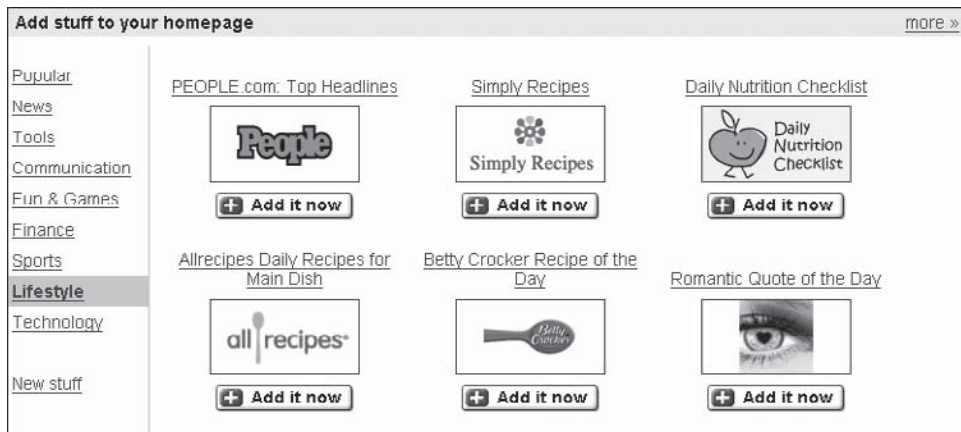 Add stuff to your homepage
more »
Pupular
News
Tools
Communication
Fun & Games
Finance
Sports
Lifestyle
Technology
New stuff
PEOPLE.com: Top Headlines
People
Add it now
Simply Recipes
Simply Recipes
Add it now
Daily Nutrition Checklist
Daily
Nutrition
Checklist
Add it now
Allrecipes Daily Recipes for
Main Dish
all recipes
Add it now
Betty Crocker Recipe of the
Day
Betty
Crocker
Add it now
Romantic Quote of the Day
Add it now